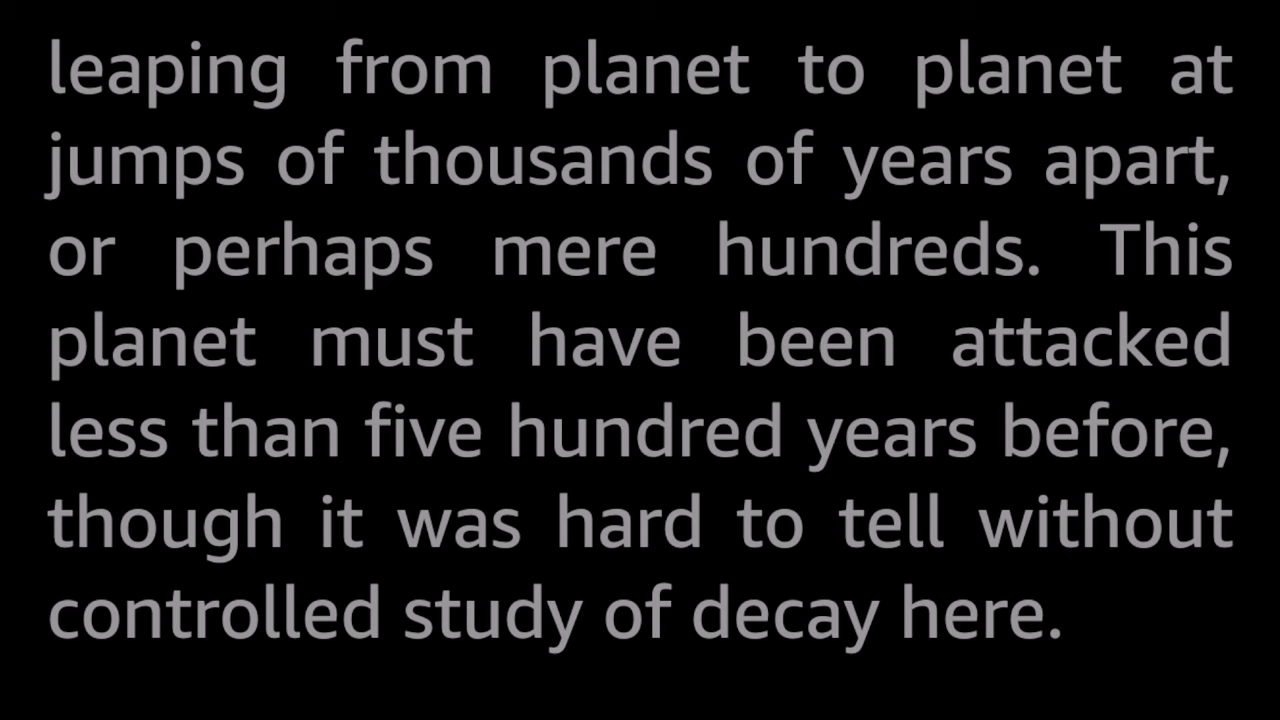 leaping from planet to planet at
jumps of thousands of years apart,
or perhaps mere hundreds. This
planet must have been attacked
less than five hundred years before,
though it was hard to tell without
controlled study of decay here.